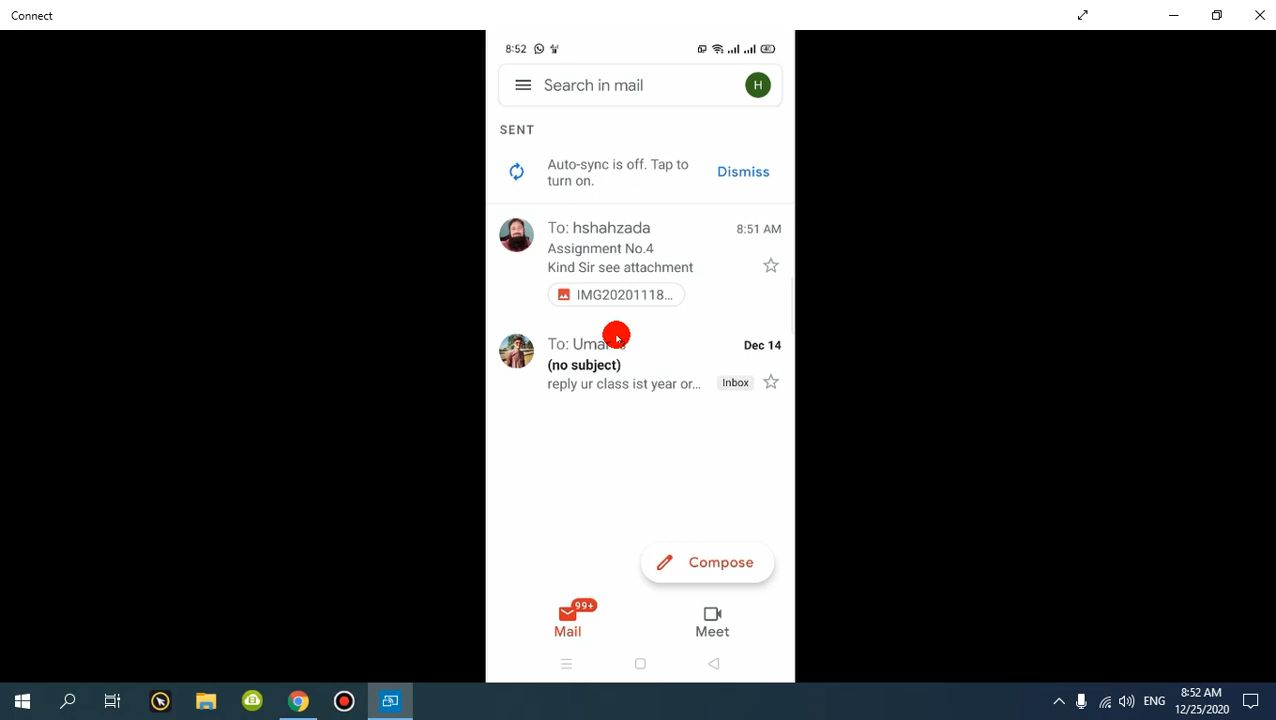 Connect
8:52
Search in mail
H
SENT
Auto-sync is off. Tap to
turn on.
Dismiss
To: hshahzada
8:51 AM
Assignment No.4
Kind Sir see attachment
IMG20201118...
To:
Dec 14
(no subject)
reply ur class ist year or...
Inbox
Compose
99+
Mail
Meet
ENG
8:52 AM
12/25/2020